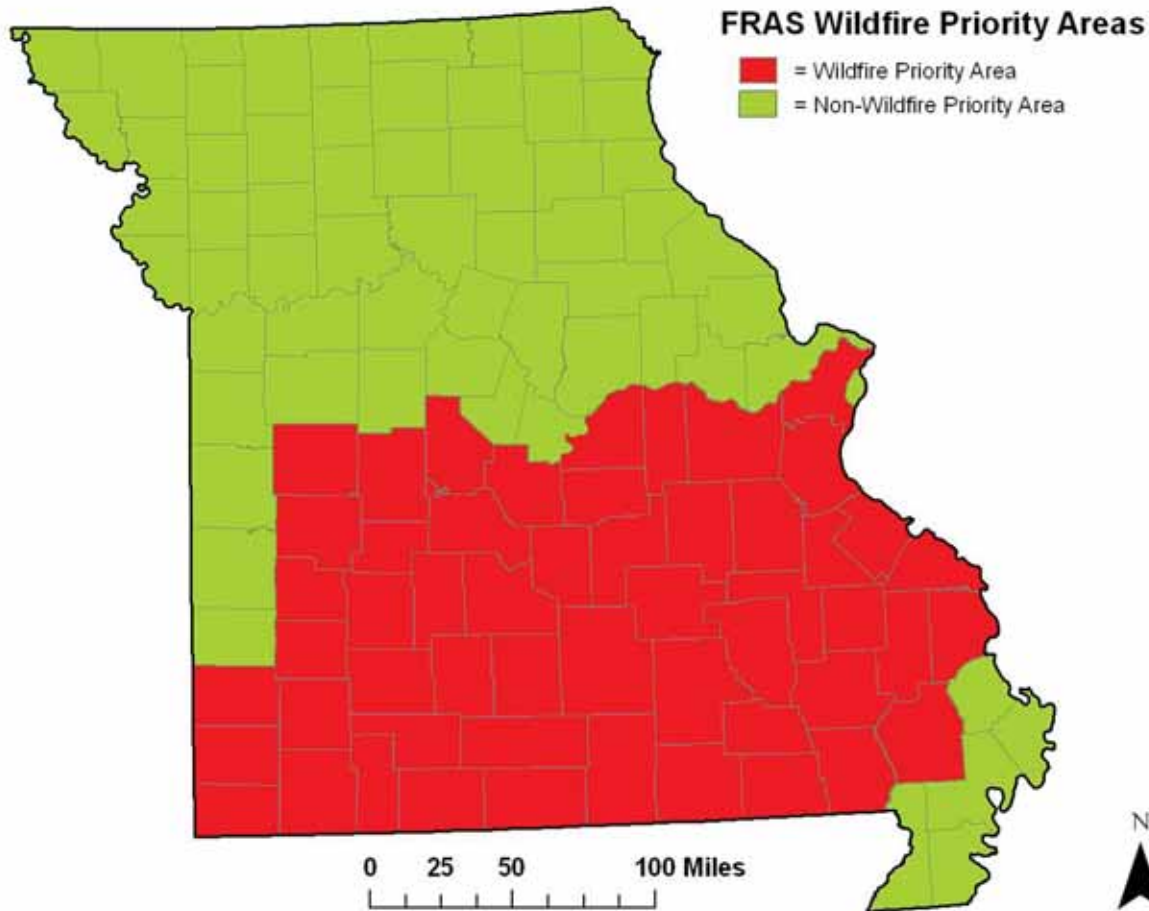 FRAS Wildfire Priority Areas
= Wildfire Priority Area
= Non-Wildfire Priority Area
0 25 50 100 Miles
N